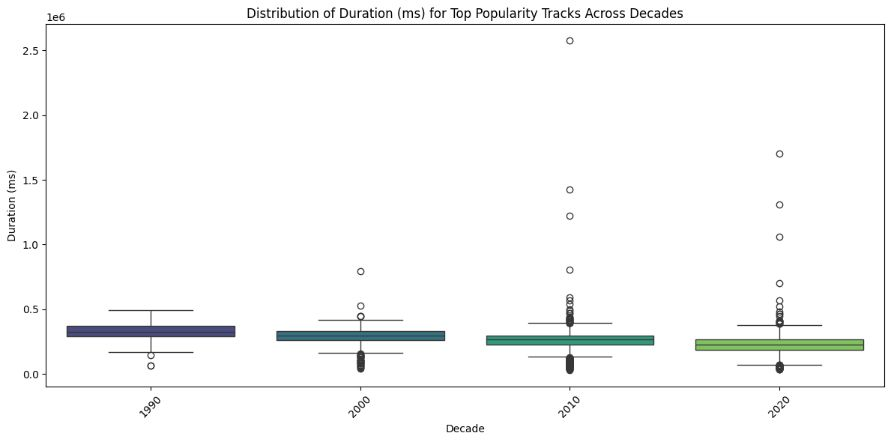 Distribution of Duration (ms) for Top Popularity Tracks Across Decades
1e6
2.5
2.0
1.5
1.0
0.5
0.0
Duration (ms)
1990
2000
2010
2020
Decade